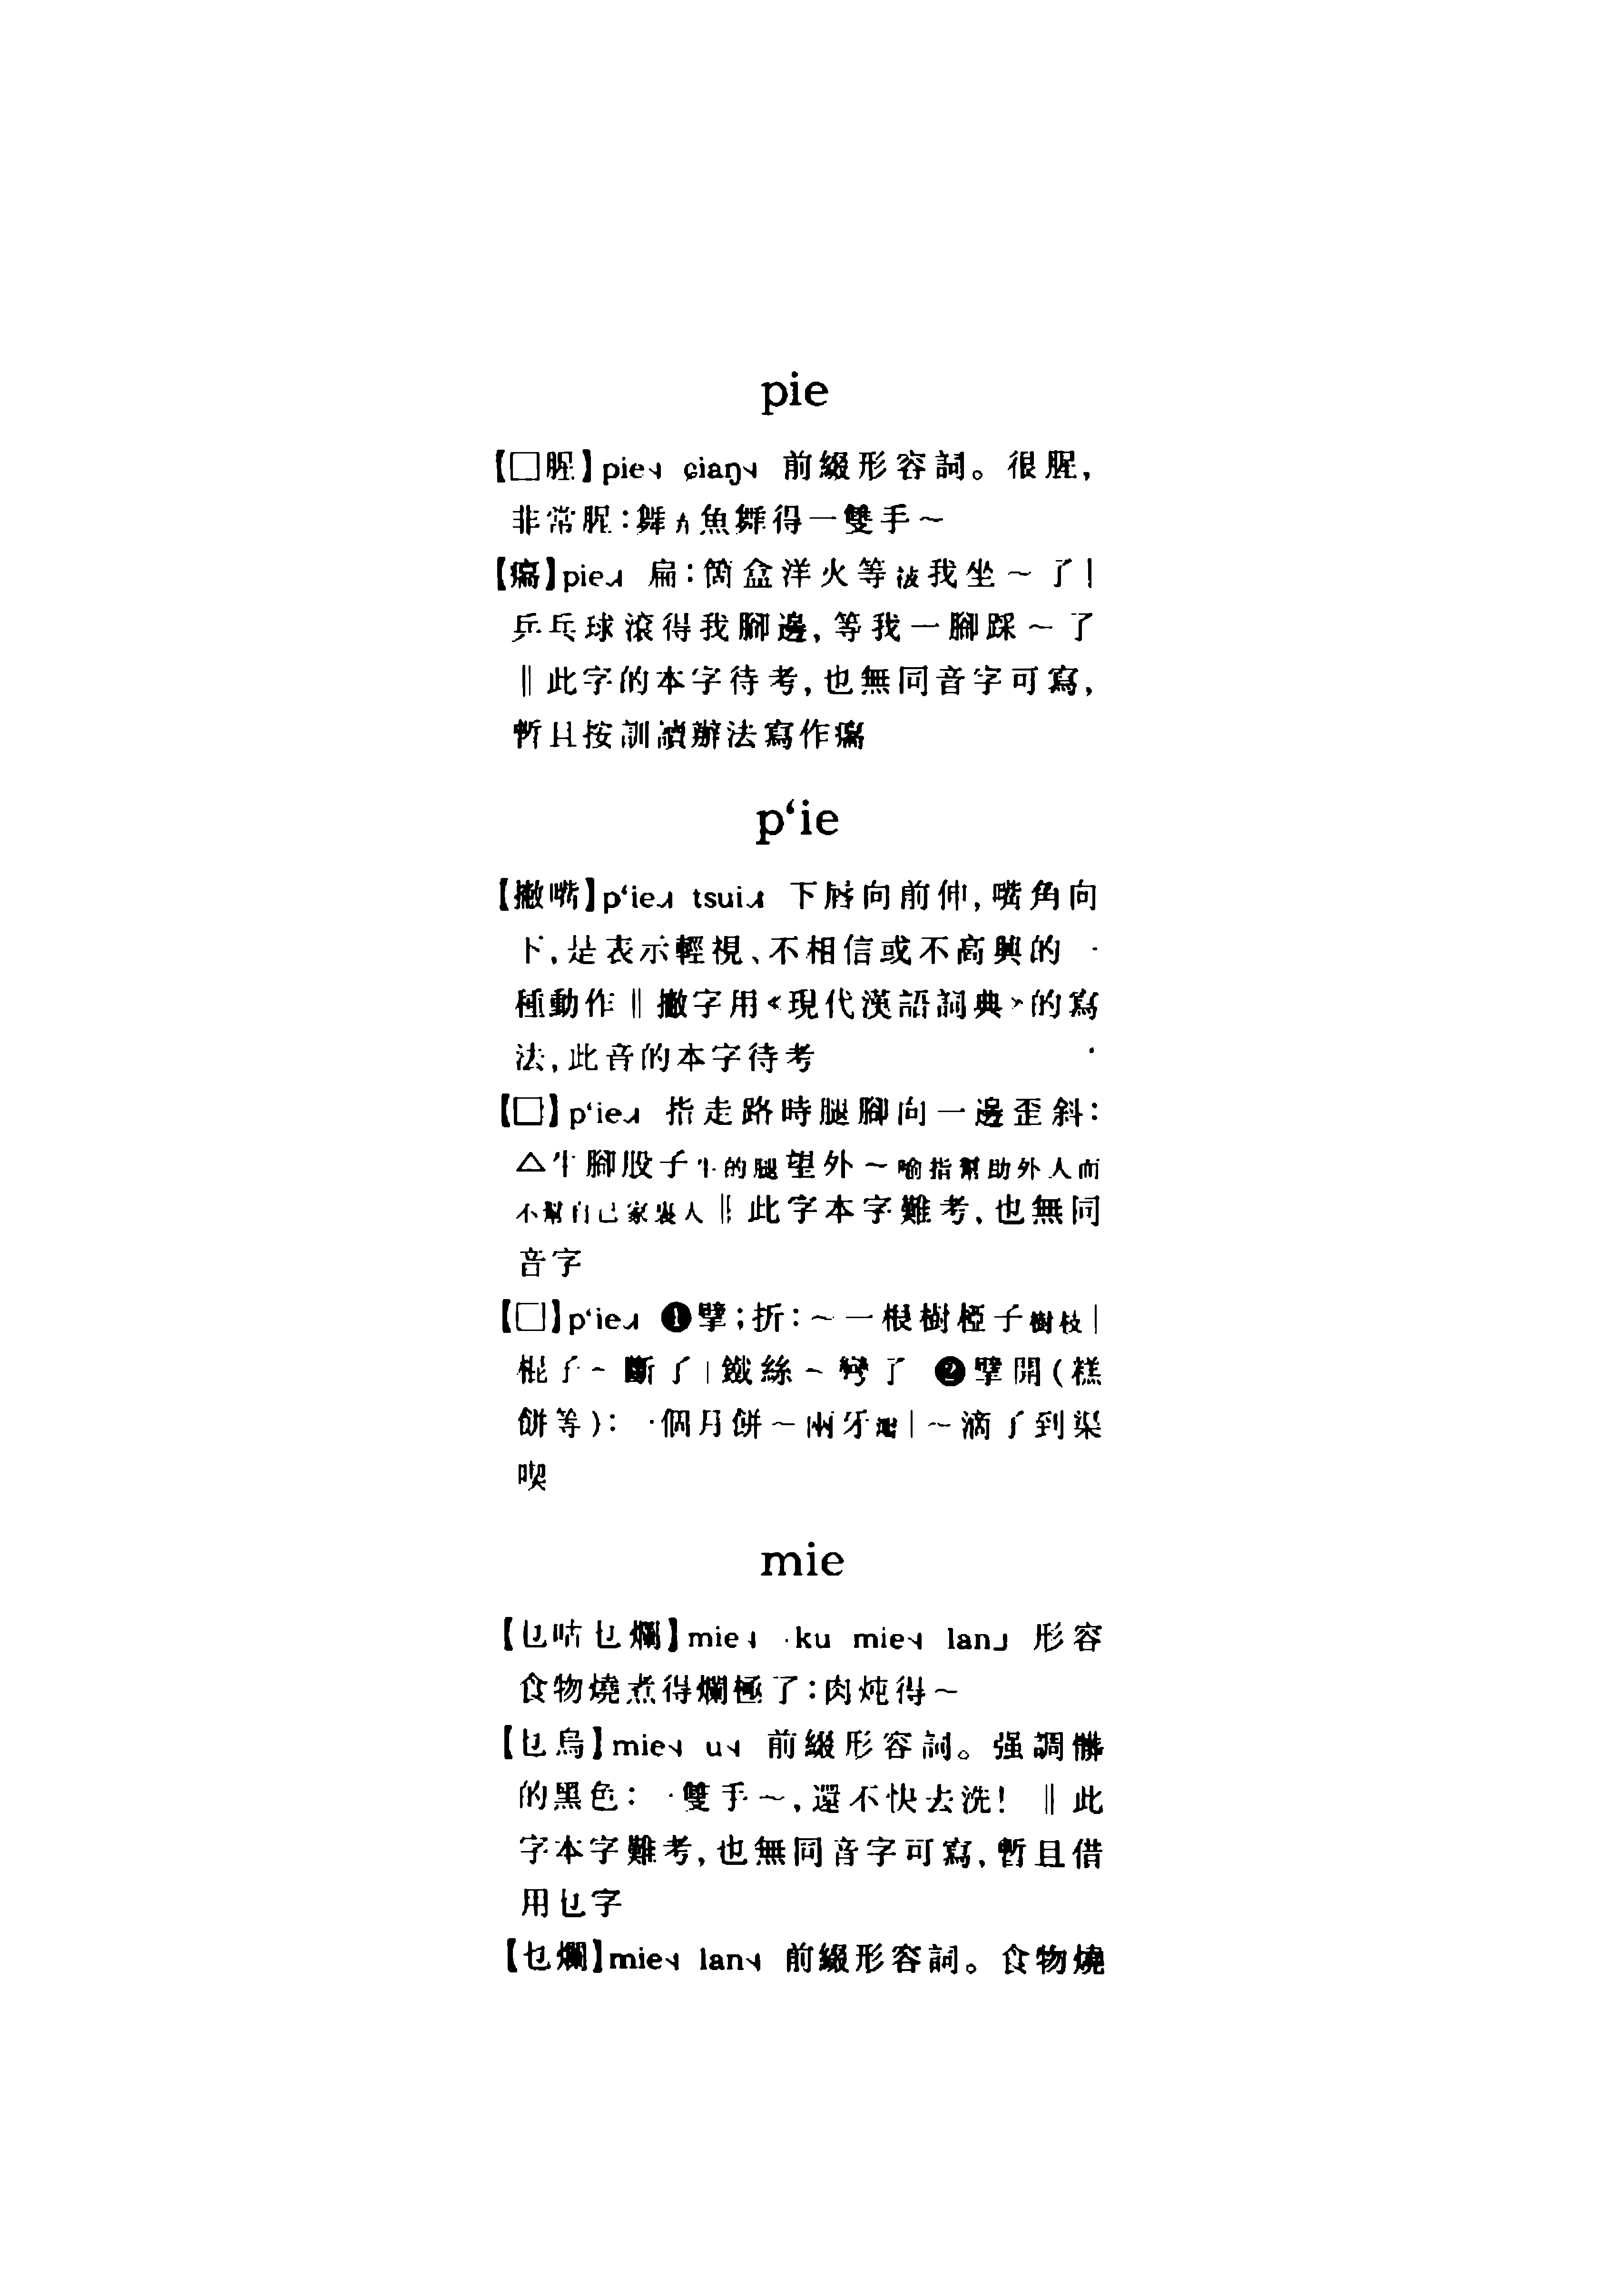 pie
【□腥】pie˧ ɕiaŋ˧ 前綴形容詞。很腥,
非常腥:舞魚舞得一雙手～
pie˩ 扁:筒盒洋火等被我坐～了|
乒乓球滾得我腳邊,等我一腳踩～了
‖此字的本字待考,也無同音字可寫,
暫且按訓讀辦法寫作
p‘ie
【撇嘴】p‘ie tsui 下唇向前伸,嘴角向
下,是表示輕視、不相信或不高興的一
種動作‖撇字用《現代漢語詞典》的寫
法,此音的本字待考
【□】p‘ie 指走路時腿腳向一邊歪斜:
△牛腳股子牛的腿望外～喻指幫助外人而
不幫自己家裏人‖此字本字難考,也無同
音字
【□】p‘ie ❶擘;折:～一根樹椏子樹枝|
棍子～斷了|鐵絲～彎了 ❷擘開(糕
餅等):一個月餅～兩牙|～滴了到渠
喫
mie
【乜咕乜爛】mie ·ku mie lan 形容
食物燒煮得爛極了:肉炖得～
【乜烏】mie u 前綴形容詞。强調髒
的黑色:一雙手～,還不快去洗! ‖此
字本字難考,也無同音字可寫,暫且借
用乜字
【乜爛】mie lan 前綴形容詞。食物燒